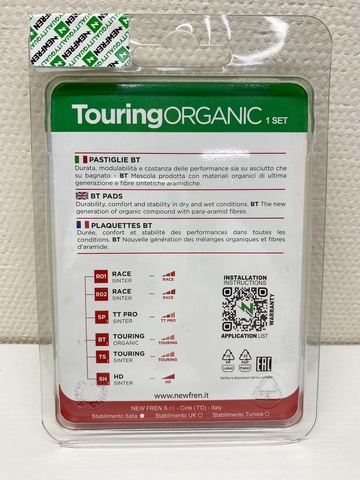 NEWFREN
QUALITY
TouringORGANIC 1 SET
PASTIGLIE BT
Durata, modulabilità e costanza delle performance sia su asciutto che
su bagnato - BT Mescola prodotta con materiali organici di ultima
generazione e fibre sintetiche aramidiche.
BT PADS
Durability, comfort and stability in dry and wet conditions. BT The new
generation of organic compound with para-aramid fibres.
PLAQUETTES BT
Durée, confort et stabilité des performances dans toutes les
conditions. BT Nouvelle génération des mélanges organiques et fibres
d'aramide.
R01 RACE SINTER RACE
R02 RACE SINTER RACE
SP TT PRO SINTER TT PRO
BT TOURING ORGANIC TOURING
TS TOURING SINTER TOURING
SH HD SINTER HD
INSTALLATION
INSTRUCTIONS
WARRANTY
APPLICATION LIST
Label Paper
EAC
www.newfren.it
NEW FREN S.r.l. - Cirie (TO) - Italy
Stabilimento Italia Stabilimento UK Stabilimento Tunisia